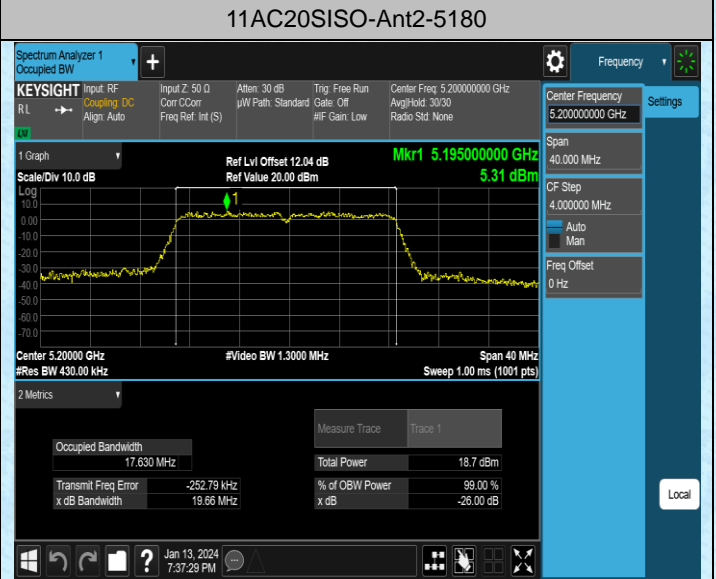 11AC20SISO-Ant2-5180
Spectrum Analyzer 1
Occupied BW
Frequency
KEYSIGHT
RL
LXI
Input: RF
Coupling: DC
Align: Auto
Input Z: 50 Ω
Corr CCorr
Freq Ref: Int (S)
Atten: 30 dB
µW Path: Standard
Trig: Free Run
Gate: Off
#IF Gain: Low
Center Freq: 5.200000000 GHz
Avg|Hold: 30/30
Radio Std: None
Center Frequency
5.200000000 GHz
Settings
Span
40.000 MHz
CF Step
4.000000 MHz
Auto
Man
Freq Offset
0 Hz
1 Graph
Scale/Div 10.0 dB
Ref Lvl Offset 12.04 dB
Ref Value 20.00 dBm
Mkr1 5.195000000 GHz
5.31 dBm
Log
1
10.0
0.00
-10.0
-20.0
-30.0
-40.0
-50.0
-60.0
-70.0
Center 5.20000 GHz
#Video BW 1.3000 MHz
Span 40 MHz
#Res BW 430.00 kHz
Sweep 1.00 ms (1001 pts)
2 Metrics
Measure Trace
Trace 1
Occupied Bandwidth
17.630 MHz
Total Power
18.7 dBm
Transmit Freq Error
-252.79 kHz
% of OBW Power
99.00 %
x dB Bandwidth
19.66 MHz
x dB
-26.00 dB
Local
?
Jan 13, 2024
7:37:29 PM